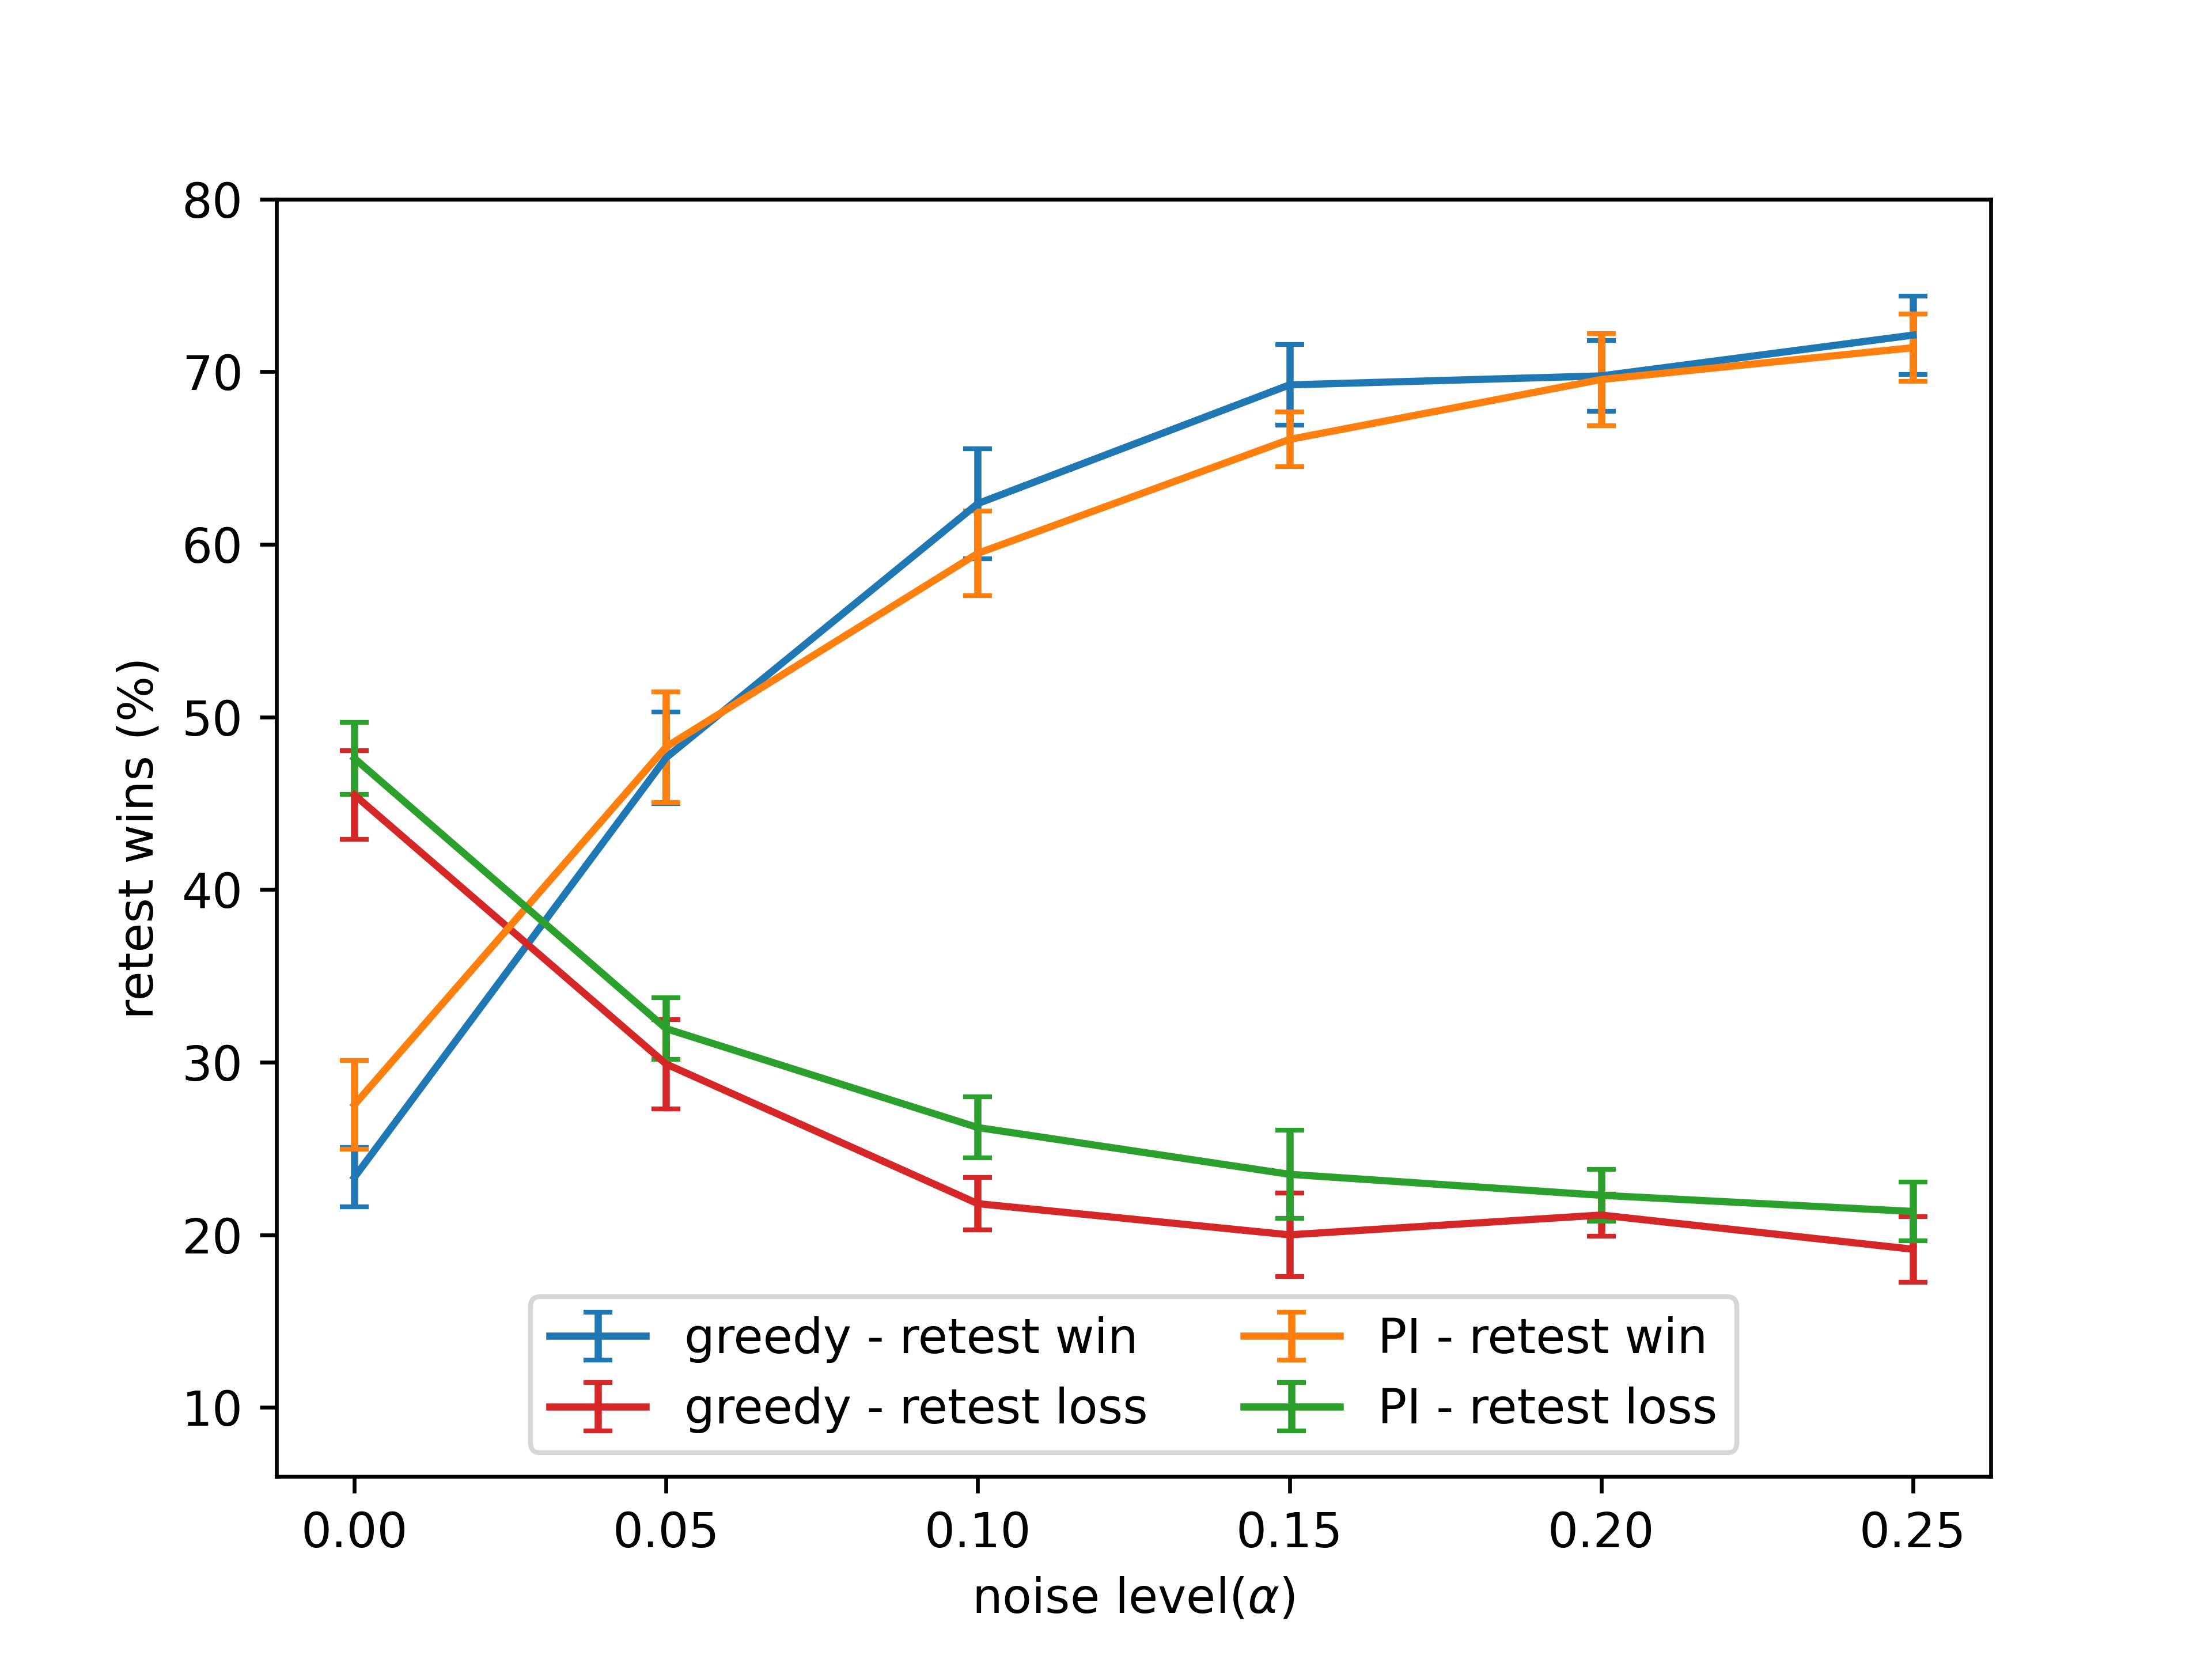 80
70
60
50
40
30
20
10
retest wins (%)
greedy - retest win
greedy - retest loss
PI - retest win
PI - retest loss
0.00 0.05 0.10 0.15 0.20 0.25
noise level(α)